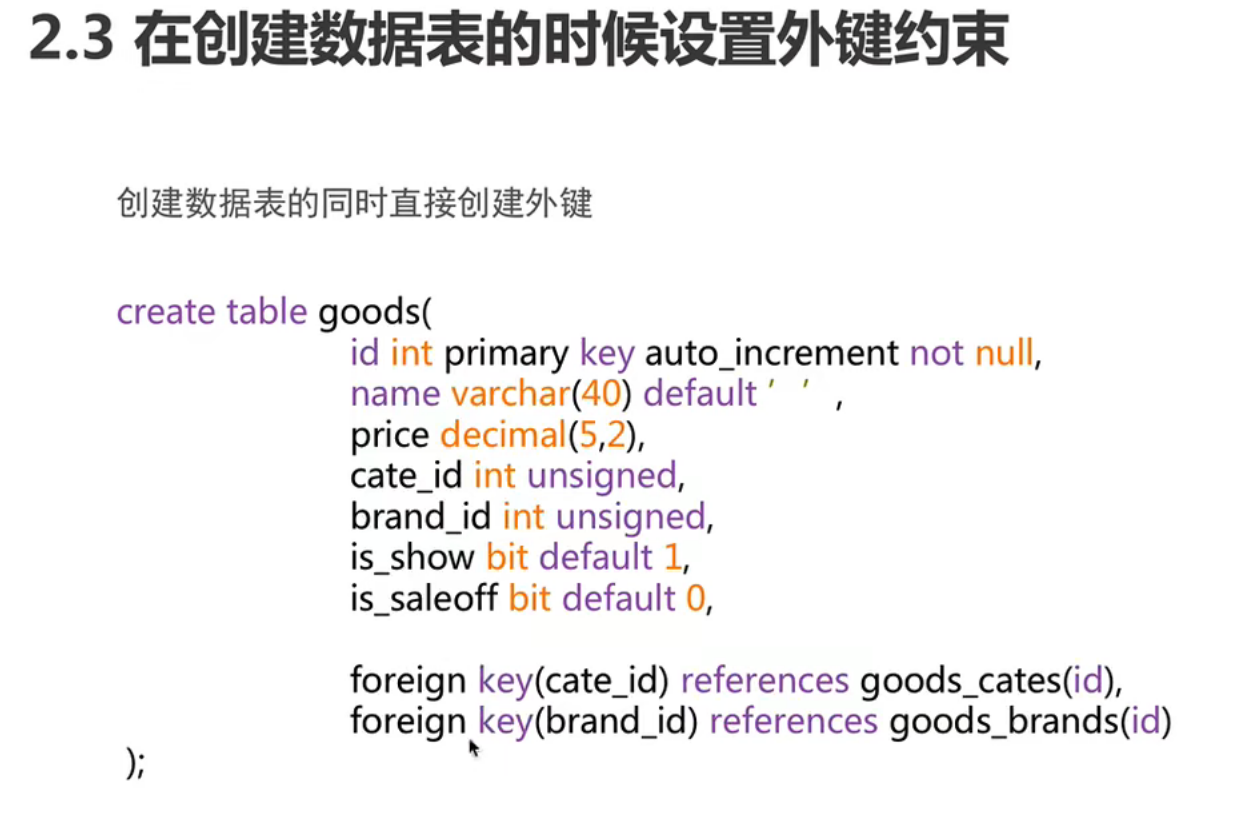 2.3 在创建数据表的时候设置外键约束
创建数据表的同时直接创建外键
create table goods(
id int primary key auto_increment not null,
name varchar(40) default ' ' ,
price decimal(5,2),
cate_id int unsigned,
brand_id int unsigned,
is_show bit default 1,
is_saleoff bit default 0,
foreign key(cate_id) references goods_cates(id),
foreign key(brand_id) references goods_brands(id)
);